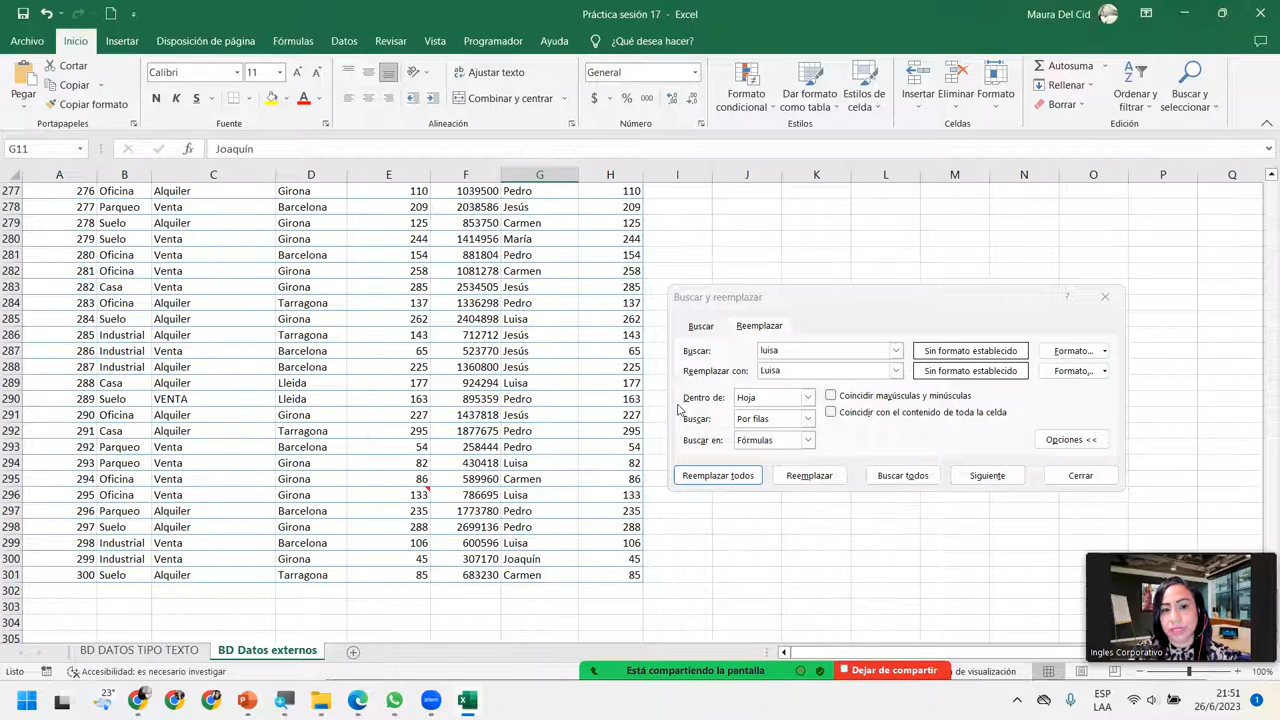 Práctica sesión 17 - Excel
Maura Del Cid
Archivo Inicio Insertar Disposición de página Fórmulas Datos Revisar Vista Programador Ayuda ¿Qué desea hacer?
Pegar
Cortar
Copiar
Copiar formato
Portapapeles
Calibri 11
N K S
Fuente
Ajustar texto
Combinar y centrar
Alineación
General
$ % 000
Número
Formato condicional
Dar formato como tabla
Estilos de celda
Estilos
Insertar Eliminar Formato
Celdas
Autosuma
Rellenar
Borrar
Ordenar y filtrar
Buscar y seleccionar
Edición
G11 fx Joaquín
A B C D E F G H I J K L M N O P Q
277 276 Oficina Alquiler Girona 110 1039500 Pedro 110
278 277 Parqueo Venta Barcelona 209 2038586 Jesús 209
279 278 Suelo Alquiler Girona 125 853750 Carmen 125
280 279 Suelo Venta Girona 244 1414956 María 244
281 280 Oficina Alquiler Barcelona 154 881804 Pedro 154
282 281 Oficina Venta Girona 258 1081278 Carmen 258
283 282 Casa Venta Girona 285 2534505 Jesús 285
284 283 Oficina Alquiler Tarragona 137 1336298 Pedro 137
285 284 Suelo Alquiler Girona 262 2404898 Luisa 262
286 285 Industrial Alquiler Tarragona 143 712712 Jesús 143
287 286 Industrial Venta Barcelona 65 523770 Jesús 65
288 287 Industrial Alquiler Barcelona 225 1360800 Jesús 225
289 288 Casa Alquiler Lleida 177 924294 Luisa 177
290 289 Suelo VENTA Lleida 163 895359 Pedro 163
291 290 Oficina Alquiler Girona 227 1437818 Jesús 227
292 291 Casa Alquiler Tarragona 295 1877675 Pedro 295
293 292 Parqueo Venta Barcelona 54 258444 Pedro 54
294 293 Parqueo Venta Girona 82 430418 Luisa 82
295 294 Oficina Alquiler Girona 86 589960 Carmen 86
296 295 Oficina Venta Girona 133 786695 Luisa 133
297 296 Parqueo Alquiler Barcelona 235 1773780 Pedro 235
298 297 Suelo Alquiler Girona 288 2699136 Pedro 288
299 298 Industrial Venta Barcelona 106 600596 Luisa 106
300 299 Industrial Venta Girona 45 307170 Joaquín 45
301 300 Suelo Alquiler Tarragona 85 683230 Carmen 85
302
303
304
305
Buscar y reemplazar ?
Buscar Reemplazar
Buscar: luisa Sin formato establecido Formato...
Reemplazar con: Luisa Sin formato establecido Formato...
Dentro de: Hoja Coincidir mayúsculas y minúsculas
Buscar: Por filas Coincidir con el contenido de toda la celda
Buscar en: Fórmulas Opciones <<
Reemplazar todos Reemplazar Buscar todos Siguiente Cerrar
Ingles Corporativo
BD DATOS TIPO TEXTO BD Datos externos
Listo Accesibilidad: es necesario investigar Está compartiendo la pantalla Dejar de compartir n de visualización 100%
23°
ESP
LAA
21:51
26/6/2023
1
zoom